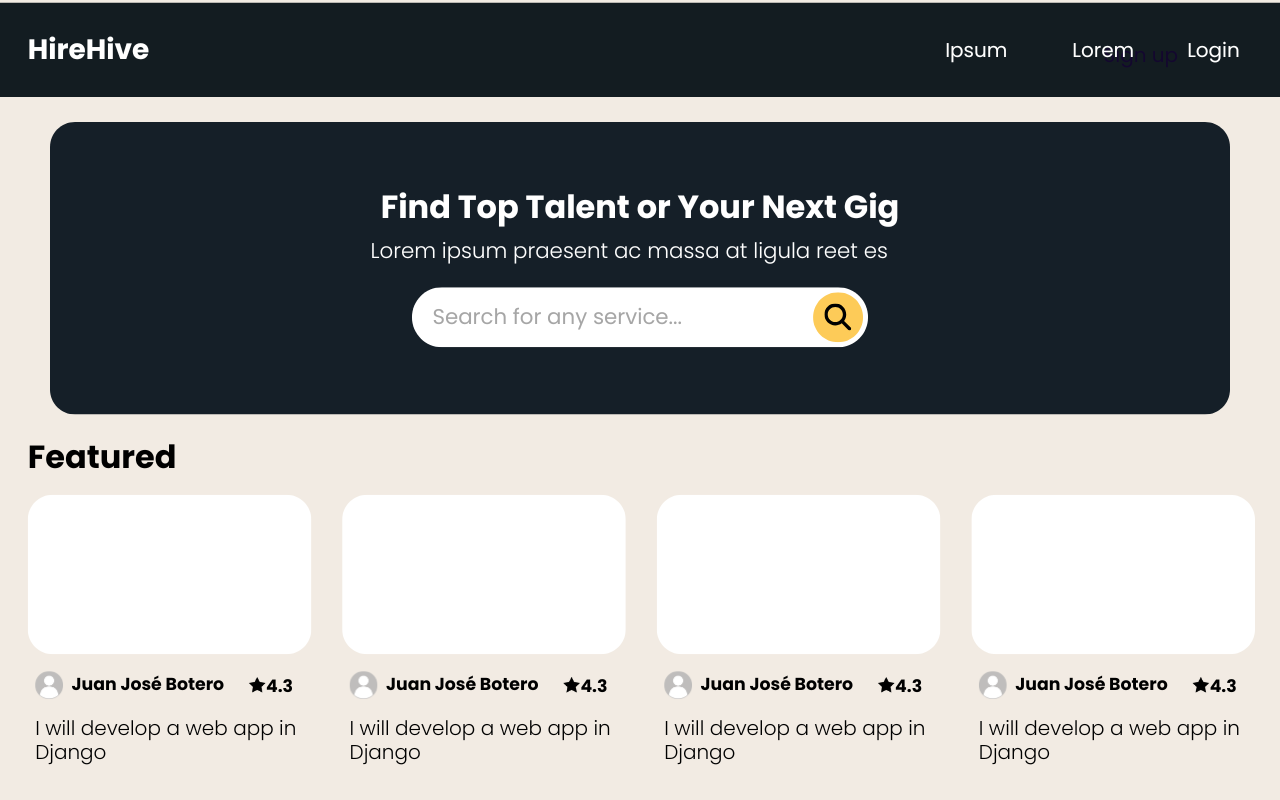 HireHive
Ipsum
Lorem
Sign up
Login
Find Top Talent or Your Next Gig
Lorem ipsum praesent ac massa at ligula reet es
Search for any service...
Featured
Juan José Botero
4.3
Juan José Botero
4.3
Juan José Botero
4.3
Juan José Botero
4.3
I will develop a web app in
Django
I will develop a web app in
Django
I will develop a web app in
Django
I will develop a web app in
Django